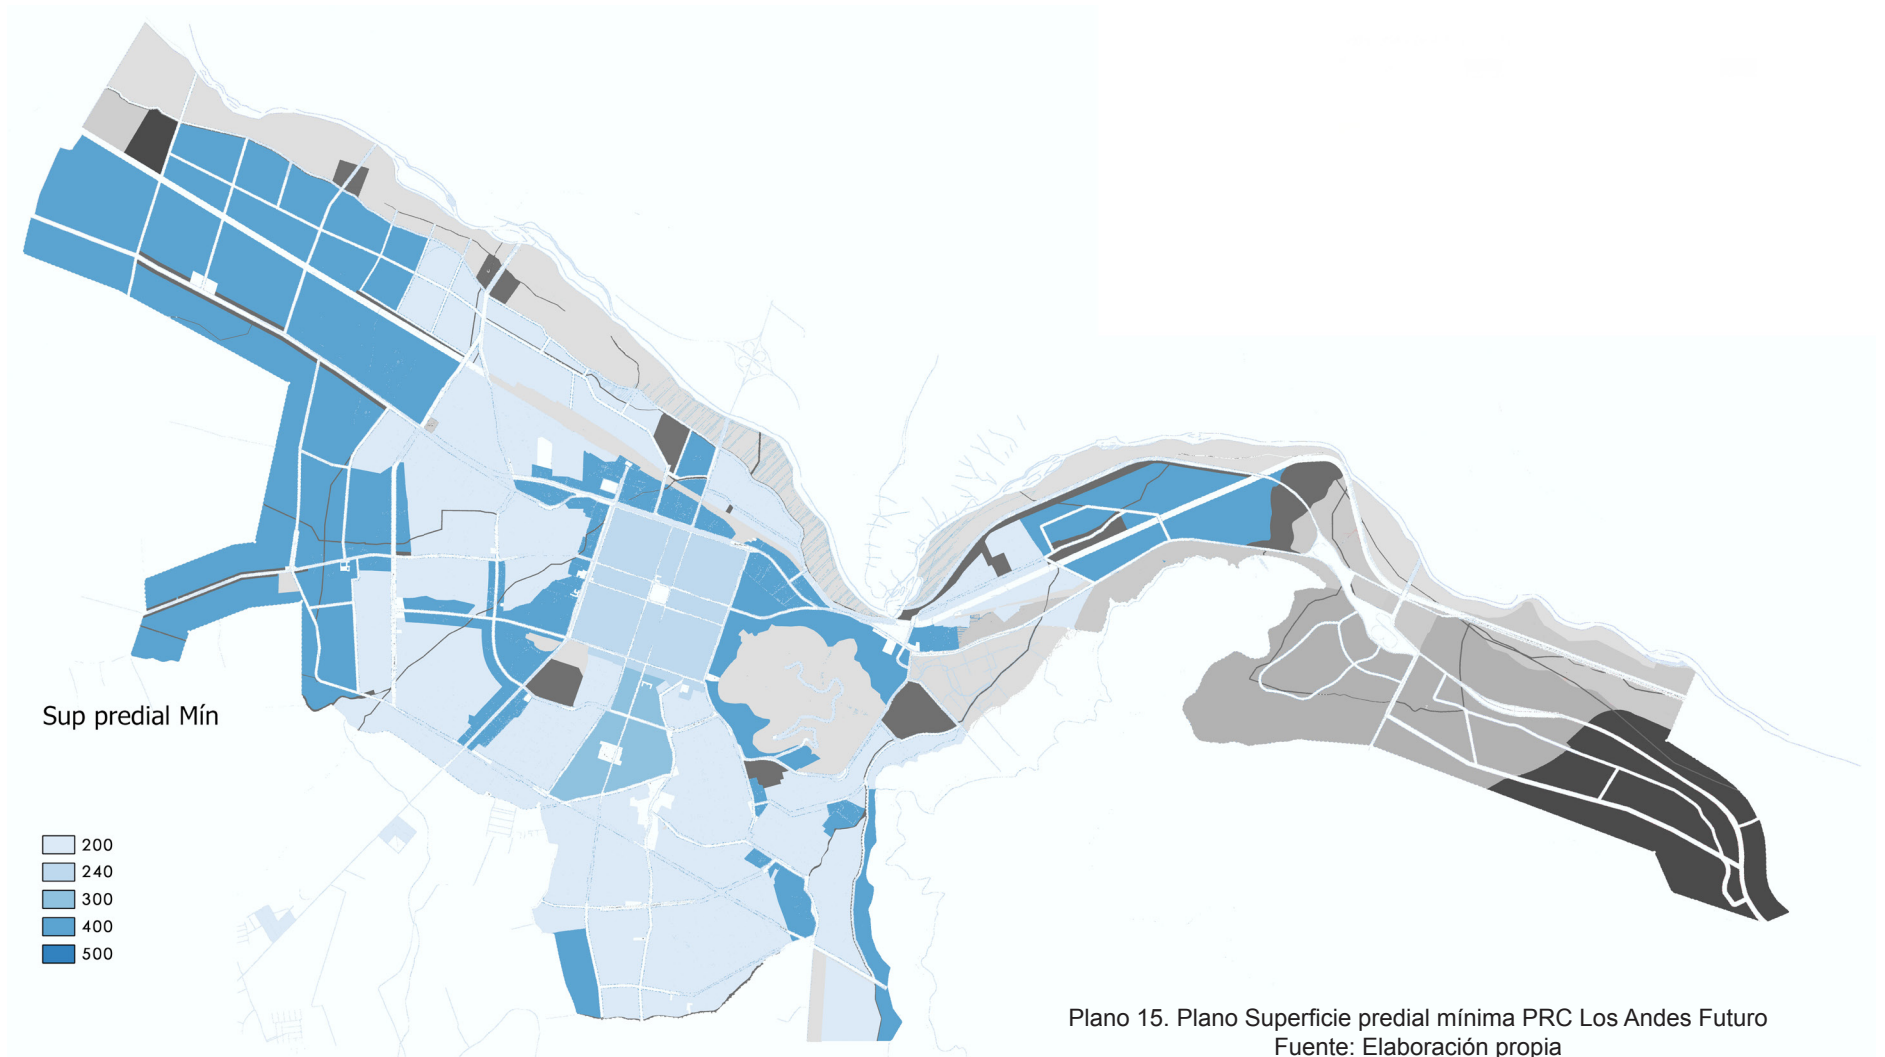 Sup predial Mín
200
240
300
400
500
Plano 15. Plano Superficie predial mínima PRC Los Andes Futuro
Fuente: Elaboración propia